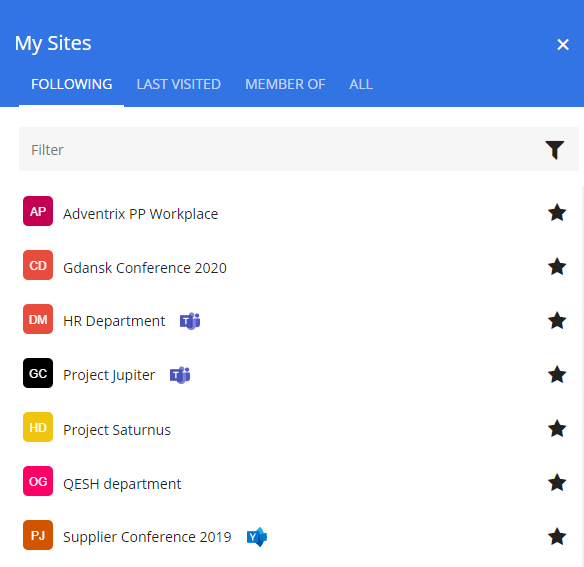 My Sites
FOLLOWING LAST VISITED MEMBER OF ALL
Filter
AP Adventrix PP Workplace
CD Gdansk Conference 2020
DM HR Department T
GC Project Jupiter T
HD Project Saturnus
OG QESH department
PJ Supplier Conference 2019 Y